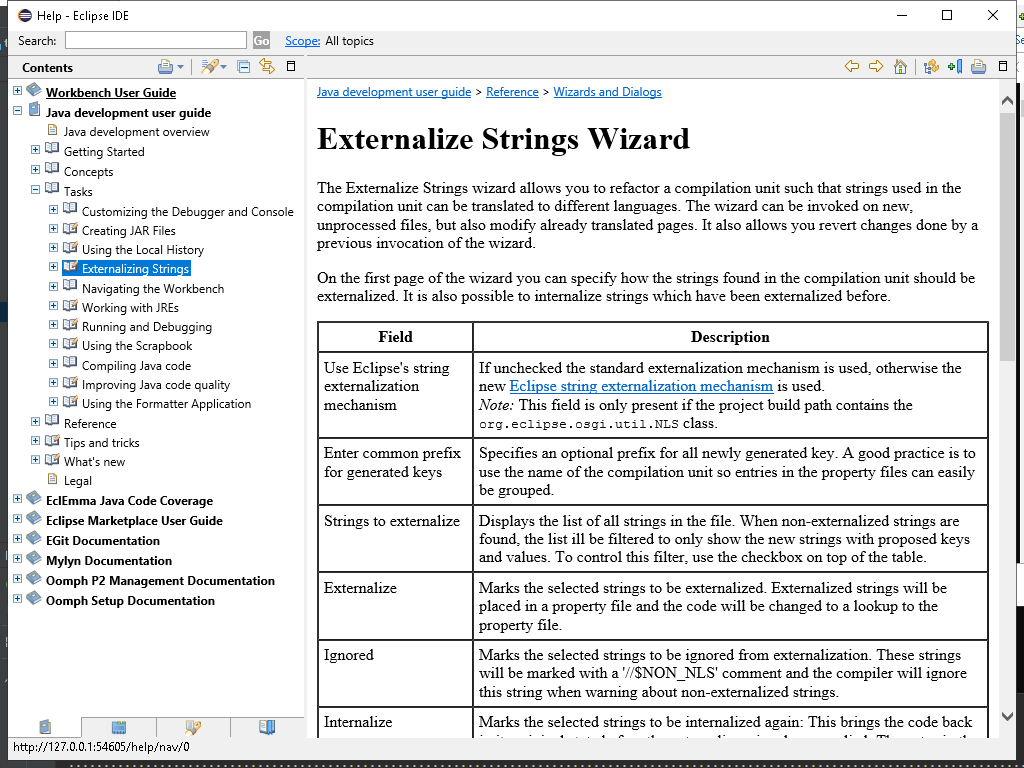 Help - Eclipse IDE
Search:
Go
Scope: All topics
Contents
Workbench User Guide
Java development user guide
Java development overview
Getting Started
Concepts
Tasks
Customizing the Debugger and Console
Creating JAR Files
Using the Local History
Externalizing Strings
Navigating the Workbench
Working with JREs
Running and Debugging
Using the Scrapbook
Compiling Java code
Improving Java code quality
Using the Formatter Application
Reference
Tips and tricks
What's new
Legal
EclEmma Java Code Coverage
Eclipse Marketplace User Guide
EGit Documentation
Mylyn Documentation
Oomph P2 Management Documentation
Oomph Setup Documentation
http://127.0.0.1:54605/help/nav/0
Java development user guide > Reference > Wizards and Dialogs
Externalize Strings Wizard
The Externalize Strings wizard allows you to refactor a compilation unit such that strings used in the
compilation unit can be translated to different languages. The wizard can be invoked on new,
unprocessed files, but also modify already translated pages. It also allows you revert changes done by a
previous invocation of the wizard.
On the first page of the wizard you can specify how the strings found in the compilation unit should be
externalized. It is also possible to internalize strings which have been externalized before.
Field
Description
Use Eclipse's string
externalization
mechanism
If unchecked the standard externalization mechanism is used, otherwise the
new Eclipse string externalization mechanism is used.
Note: This field is only present if the project build path contains the
org.eclipse.osgi.util.NLS class.
Enter common prefix
for generated keys
Specifies an optional prefix for all newly generated key. A good practice is to
use the name of the compilation unit so entries in the property files can easily
be grouped.
Strings to externalize
Displays the list of all strings in the file. When non-externalized strings are
found, the list ill be filtered to only show the new strings with proposed keys
and values. To control this filter, use the checkbox on top of the table.
Externalize
Marks the selected strings to be externalized. Externalized strings will be
placed in a property file and the code will be changed to a lookup to the
property file.
Ignored
Marks the selected strings to be ignored from externalization. These strings
will be marked with a '//$NON_NLS' comment and the compiler will ignore
this string when warning about non-externalized strings.
Internalize
Marks the selected strings to be internalized again: This brings the code back